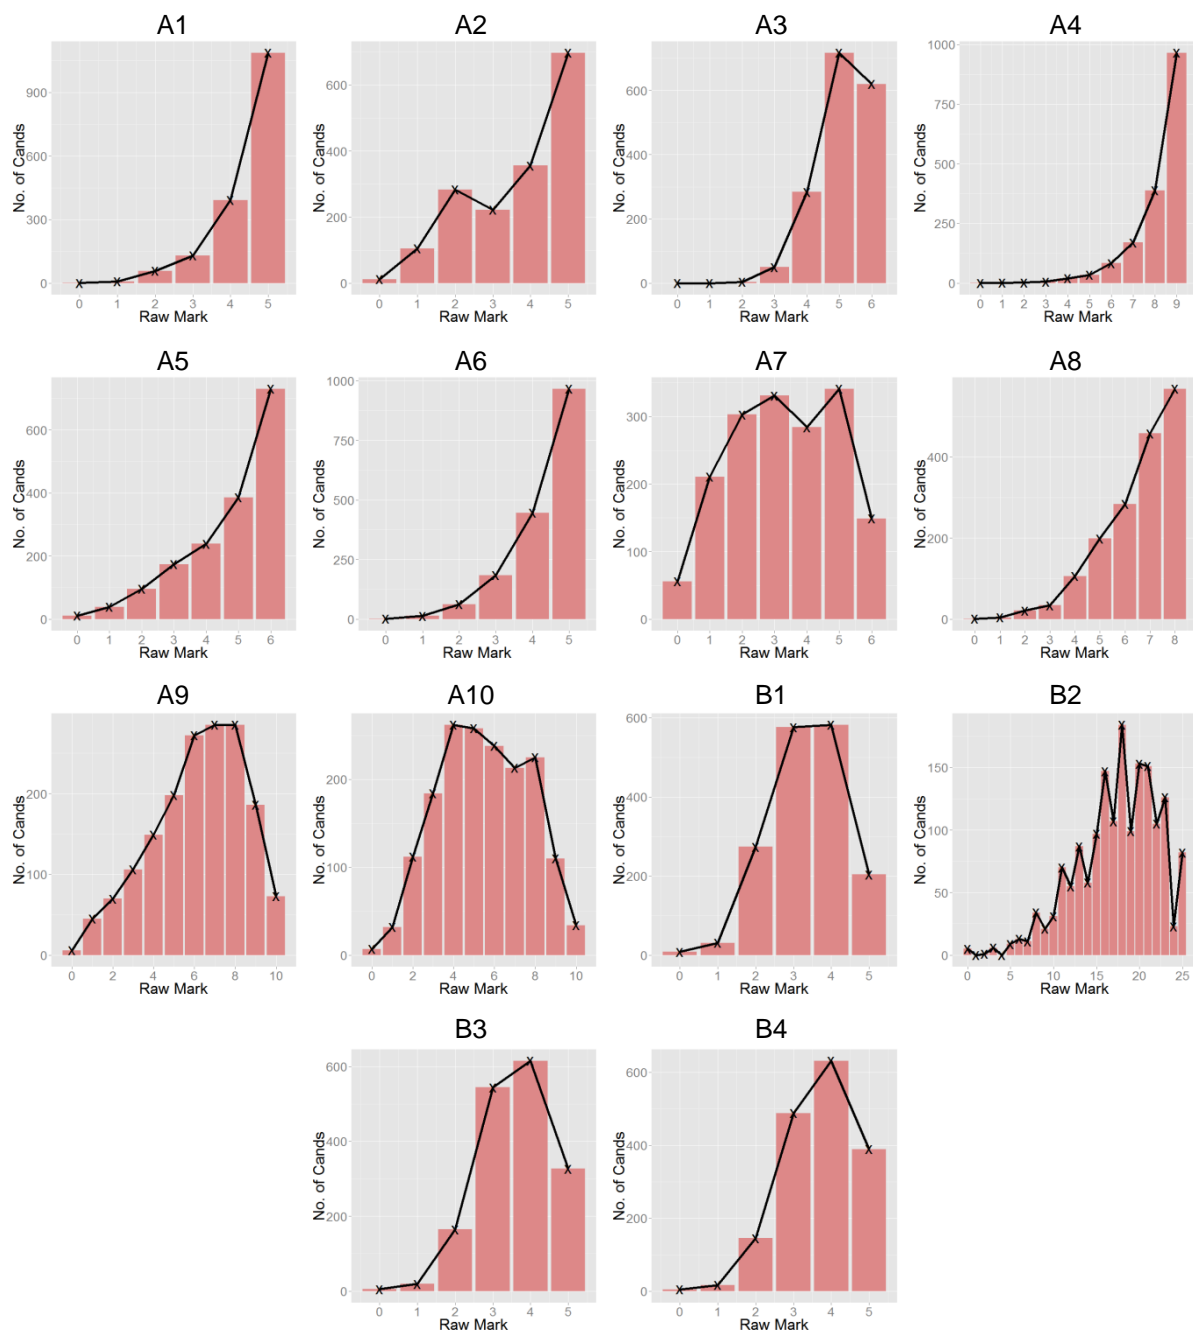 A1
A2
A3
A4
No. of Cands
900
600
300
0
0 1 2 3 4 5
Raw Mark
No. of Cands
600
400
200
0
0 1 2 3 4 5
Raw Mark
No. of Cands
600
400
200
0
0 1 2 3 4 5 6
Raw Mark
No. of Cands
1000
750
500
250
0
0 1 2 3 4 5 6 7 8 9
Raw Mark
A5
A6
A7
A8
No. of Cands
600
400
200
0
0 1 2 3 4 5 6
Raw Mark
No. of Cands
1000
750
500
250
0
0 1 2 3 4 5
Raw Mark
No. of Cands
300
200
100
0
0 1 2 3 4 5 6
Raw Mark
No. of Cands
400
200
0
0 1 2 3 4 5 6 7 8
Raw Mark
A9
A10
B1
B2
No. of Cands
200
100
0
0 2 4 6 8 10
Raw Mark
No. of Cands
200
100
0
0 2 4 6 8 10
Raw Mark
No. of Cands
600
400
200
0
0 1 2 3 4 5
Raw Mark
No. of Cands
150
100
50
0
0 5 10 15 20 25
Raw Mark
B3
B4
No. of Cands
600
400
200
0
0 1 2 3 4 5
Raw Mark
No. of Cands
600
400
200
0
0 1 2 3 4 5
Raw Mark